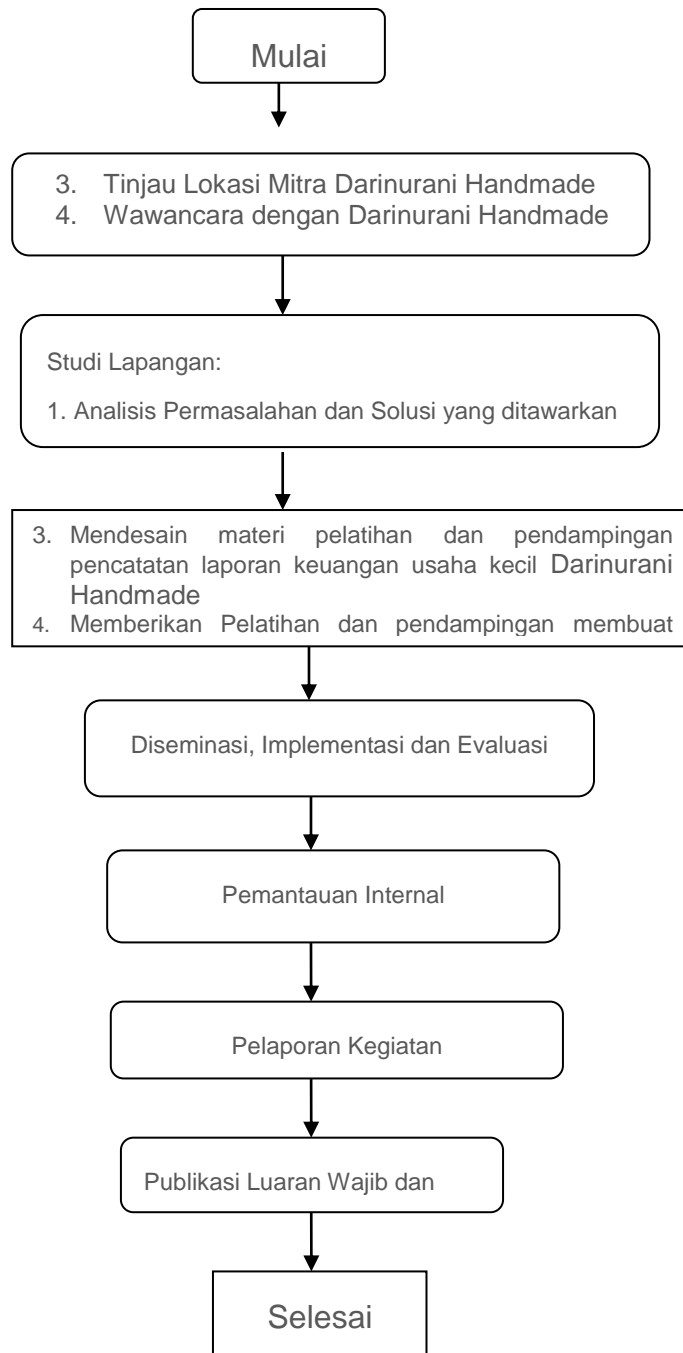 Mulai
3. Tinjau Lokasi Mitra Darinurani Handmade
4. Wawancara dengan Darinurani Handmade
Studi Lapangan:
1. Analisis Permasalahan dan Solusi yang ditawarkan
3. Mendesain materi pelatihan dan pendampingan
pencatatan laporan keuangan usaha kecil Darinurani
Handmade
4. Memberikan Pelatihan dan pendampingan membuat
Diseminasi, Implementasi dan Evaluasi
Pemantauan Internal
Pelaporan Kegiatan
Publikasi Luaran Wajib dan
Selesai